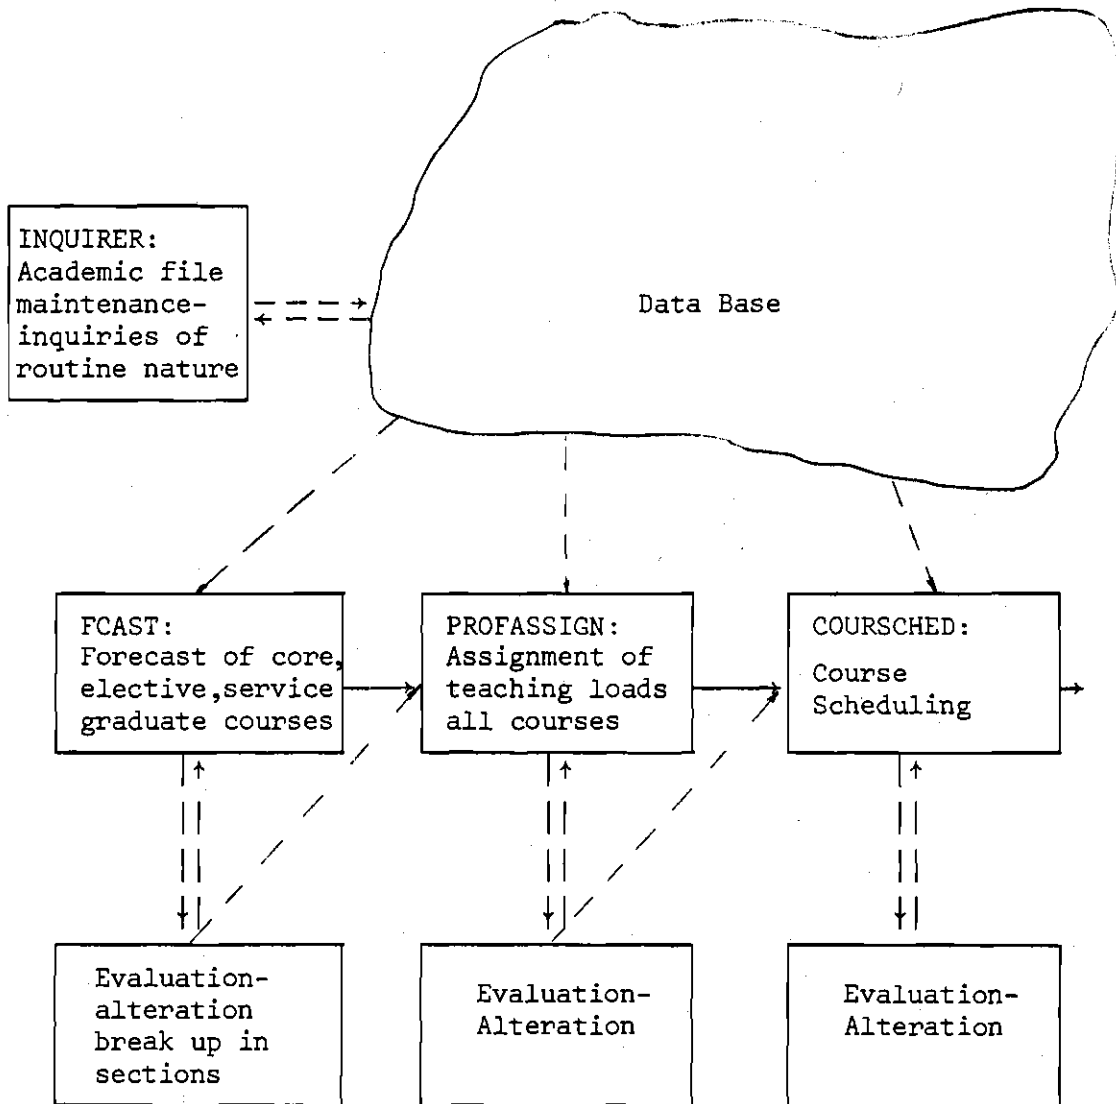 INQUIRER:
Academic file
maintenance-
inquiries of
routine nature
Data Base
FCAST:
Forecast of core,
elective,service
graduate courses
PROFASSIGN:
Assignment of
teaching loads
all courses
COURSCHED:
Course
Scheduling
Evaluation-
alteration
break up in
sections
Evaluation-
Alteration
Evaluation-
Alteration